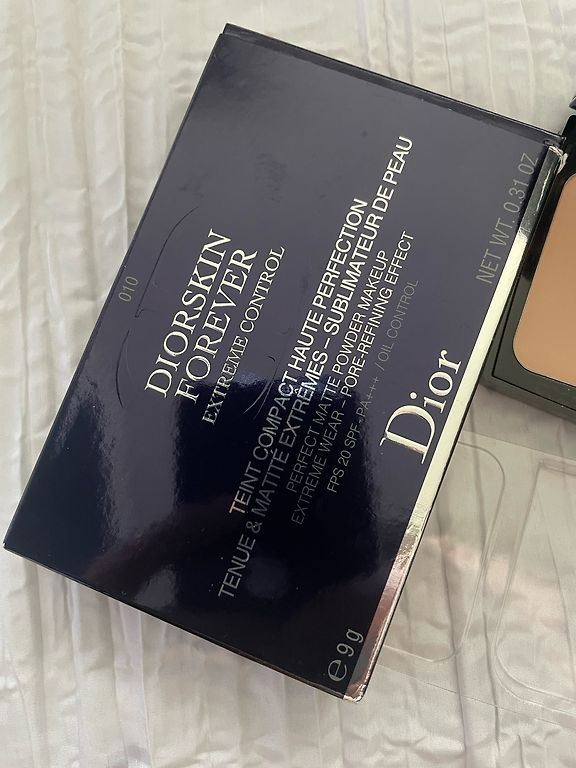 010
DIORSKIN
FOREVER
EXTREME CONTROL
TEINT COMPACT HAUTE PERFECTION
TENUE & MATITÉ EXTRÊMES – SUBLIMATEUR DE PEAU
PERFECT MATTE POWDER MAKEUP
EXTREME WEAR – PORE-REFINING EFFECT
FPS 20 SPF-PA+++ / OIL CONTROL
Dior
e 9 g
NET WT. 0.31 OZ